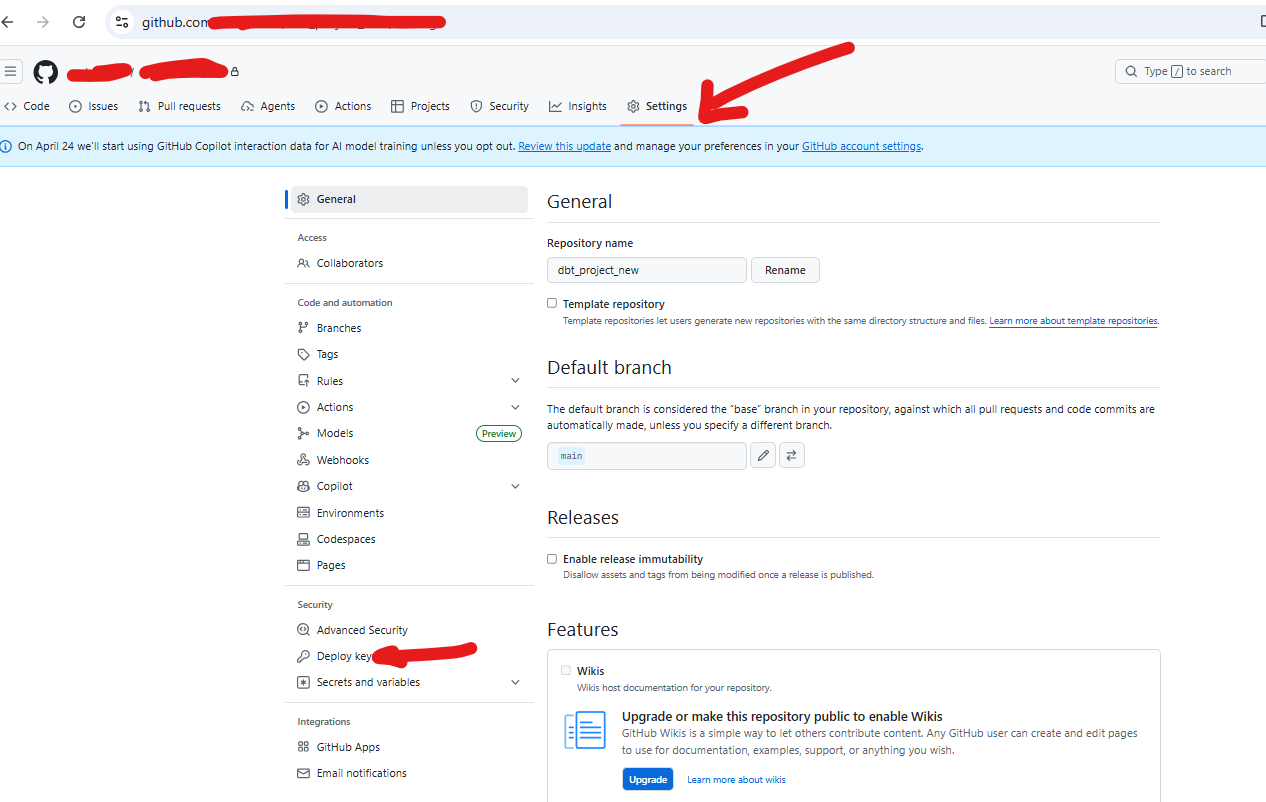 github.com
Type / to search
Code Issues Pull requests Agents Actions Projects Security Insights Settings
On April 24 we'll start using GitHub Copilot interaction data for AI model training unless you opt out. Review this update and manage your preferences in your GitHub account settings.
General
Access
Collaborators
Code and automation
Branches
Tags
Rules
Actions
Models Preview
Webhooks
Copilot
Environments
Codespaces
Pages
Security
Advanced Security
Deploy key
Secrets and variables
Integrations
GitHub Apps
Email notifications
General
Repository name
dbt_project_new Rename
Template repository
Template repositories let users generate new repositories with the same directory structure and files. Learn more about template repositories.
Default branch
The default branch is considered the “base” branch in your repository, against which all pull requests and code commits are
automatically made, unless you specify a different branch.
main
Releases
Enable release immutability
Disallow assets and tags from being modified once a release is published.
Features
Wikis
Wikis host documentation for your repository.
Upgrade or make this repository public to enable Wikis
GitHub Wikis is a simple way to let others contribute content. Any GitHub user can create and edit pages
to use for documentation, examples, support, or anything you wish.
Upgrade Learn more about wikis